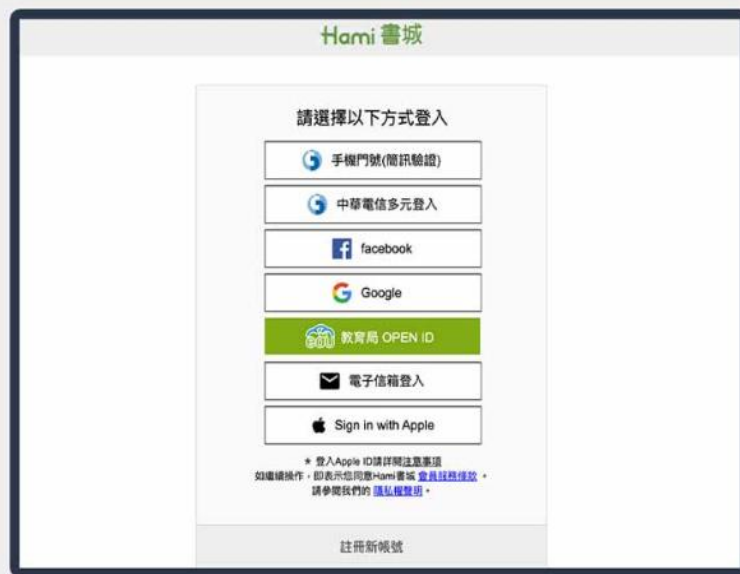 Hami 書城
請選擇以下方式登入
手機門號(簡訊驗證)
中華電信多元登入
facebook
Google
edu 教育局 OPEN ID
電子信箱登入
Sign in with Apple
* 登入Apple ID請詳閱注意事項
如繼續操作，即表示您同意Hami書城 會員服務條款 。
請參閱我們的 隱私權聲明。
註冊新帳號